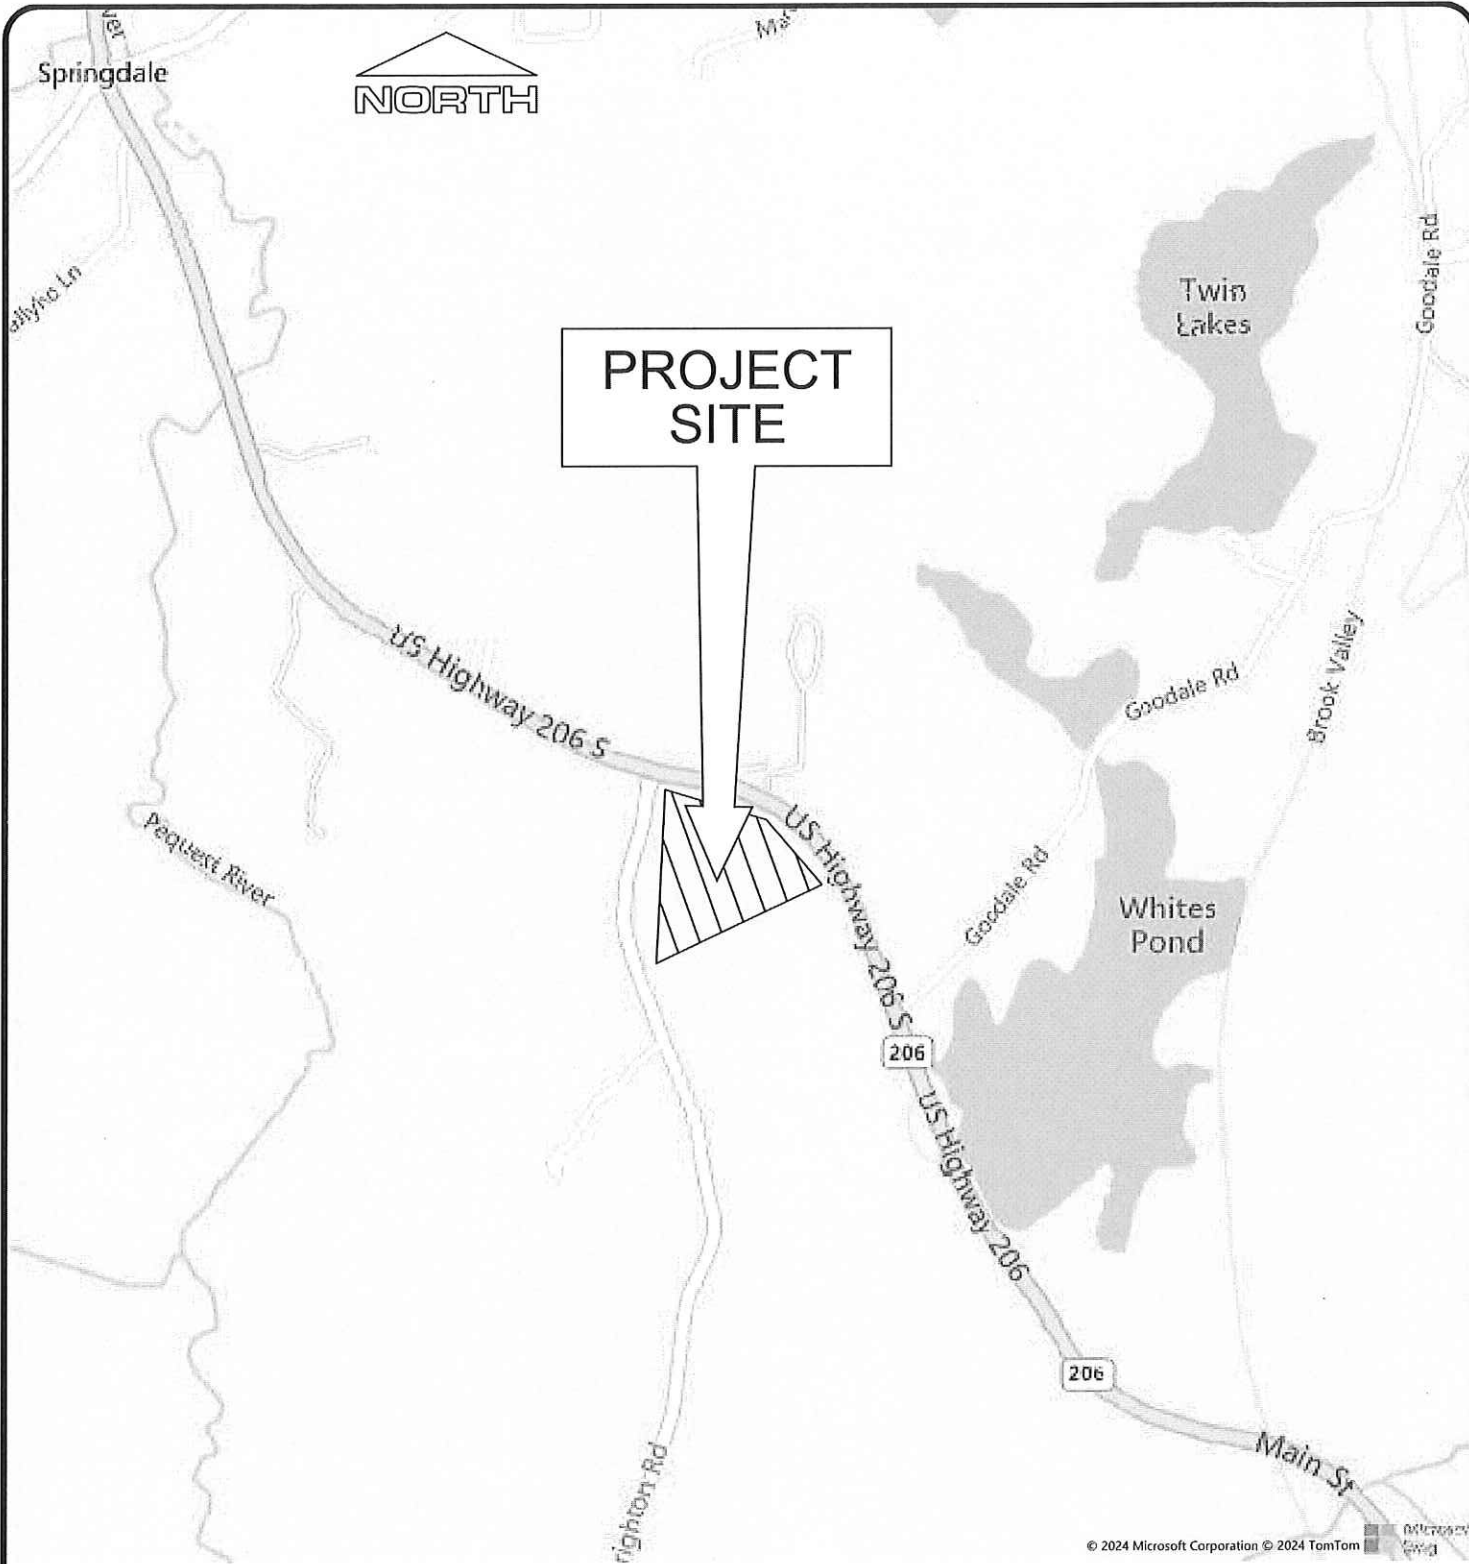 Springdale
NORTH
Twin
Lakes
Goodale Rd
PROJECT
SITE
US Highway 206 S
Goodale Rd
Brook Valley
Pequest River
US Highway 206 S
Goodale Rd
Whites
Pond
206
US Highway 206
206
Main St
© 2024 Microsoft Corporation © 2024 TomTom